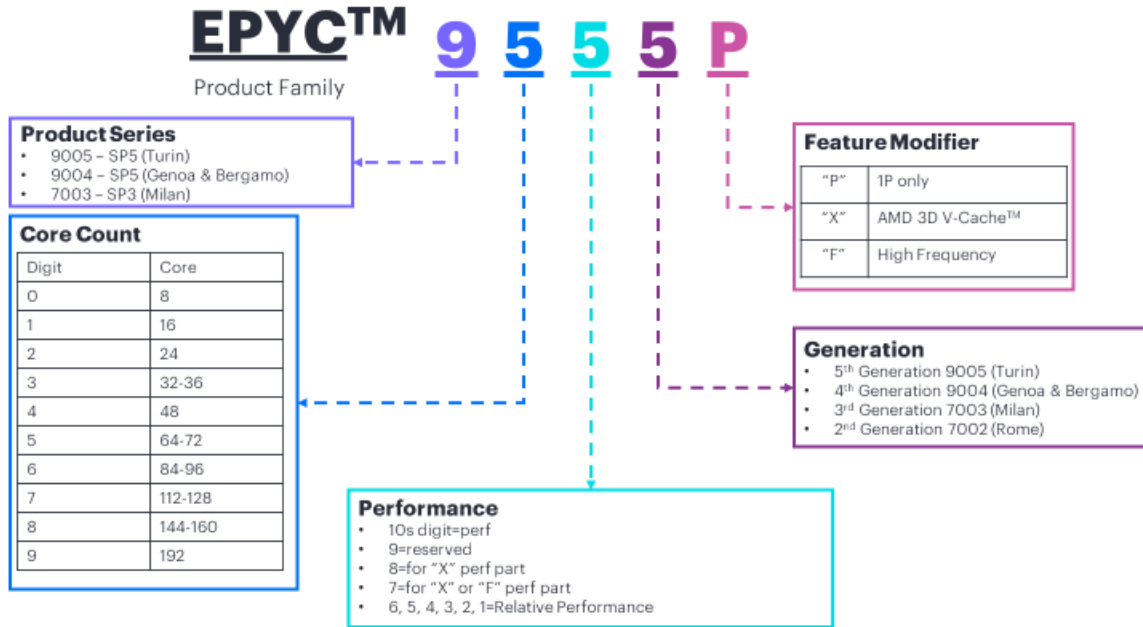 EPYC™ 9 5 5 5 P
Product Family
Product Series
• 9005 – SP5 (Turin)
• 9004 – SP5 (Genoa & Bergamo)
• 7003 – SP3 (Milan)
Core Count
Digit Core
0 8
1 16
2 24
3 32-36
4 48
5 64-72
6 84-96
7 112-128
8 144-160
9 192
Performance
• 10s digit=perf
• 9=reserved
• 8=for “X” perf part
• 7=for “X” or “F” perf part
• 6, 5, 4, 3, 2, 1=Relative Performance
Feature Modifier
“P” 1P only
“X” AMD 3D V-Cache™
“F” High Frequency
Generation
• 5th Generation 9005 (Turin)
• 4th Generation 9004 (Genoa & Bergamo)
• 3rd Generation 7003 (Milan)
• 2nd Generation 7002 (Rome)